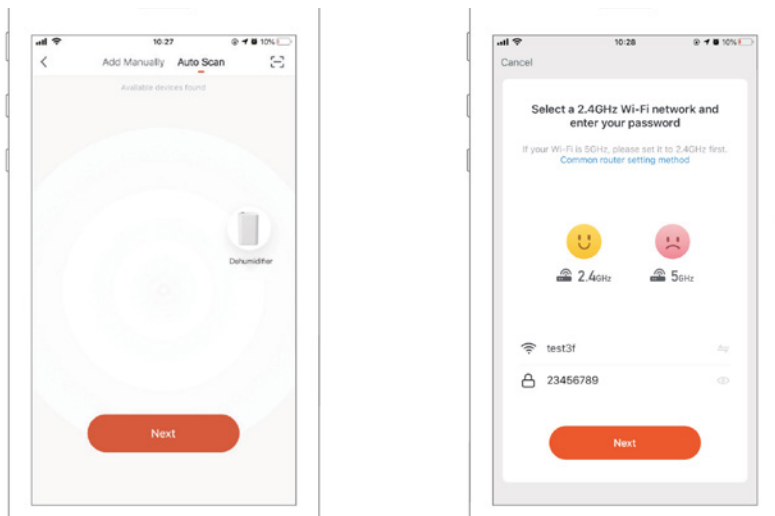 10:27
10%
Add Manually Auto Scan
Available devices found
Dehumidifier
Next
10:28
10%
Cancel
Select a 2.4GHz Wi-Fi network and
enter your password
If your Wi-Fi is 5GHz, please set it to 2.4GHz first.
Common router setting method
2.4GHz
5GHz
test3f
23456789
Next